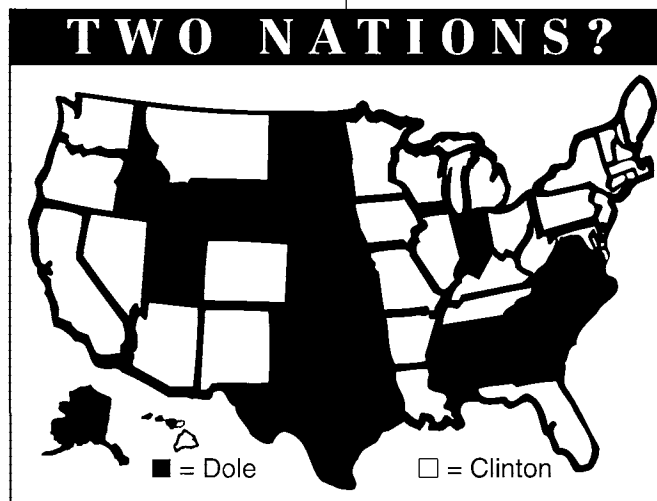 TWO NATIONS?
■ = Dole □ = Clinton